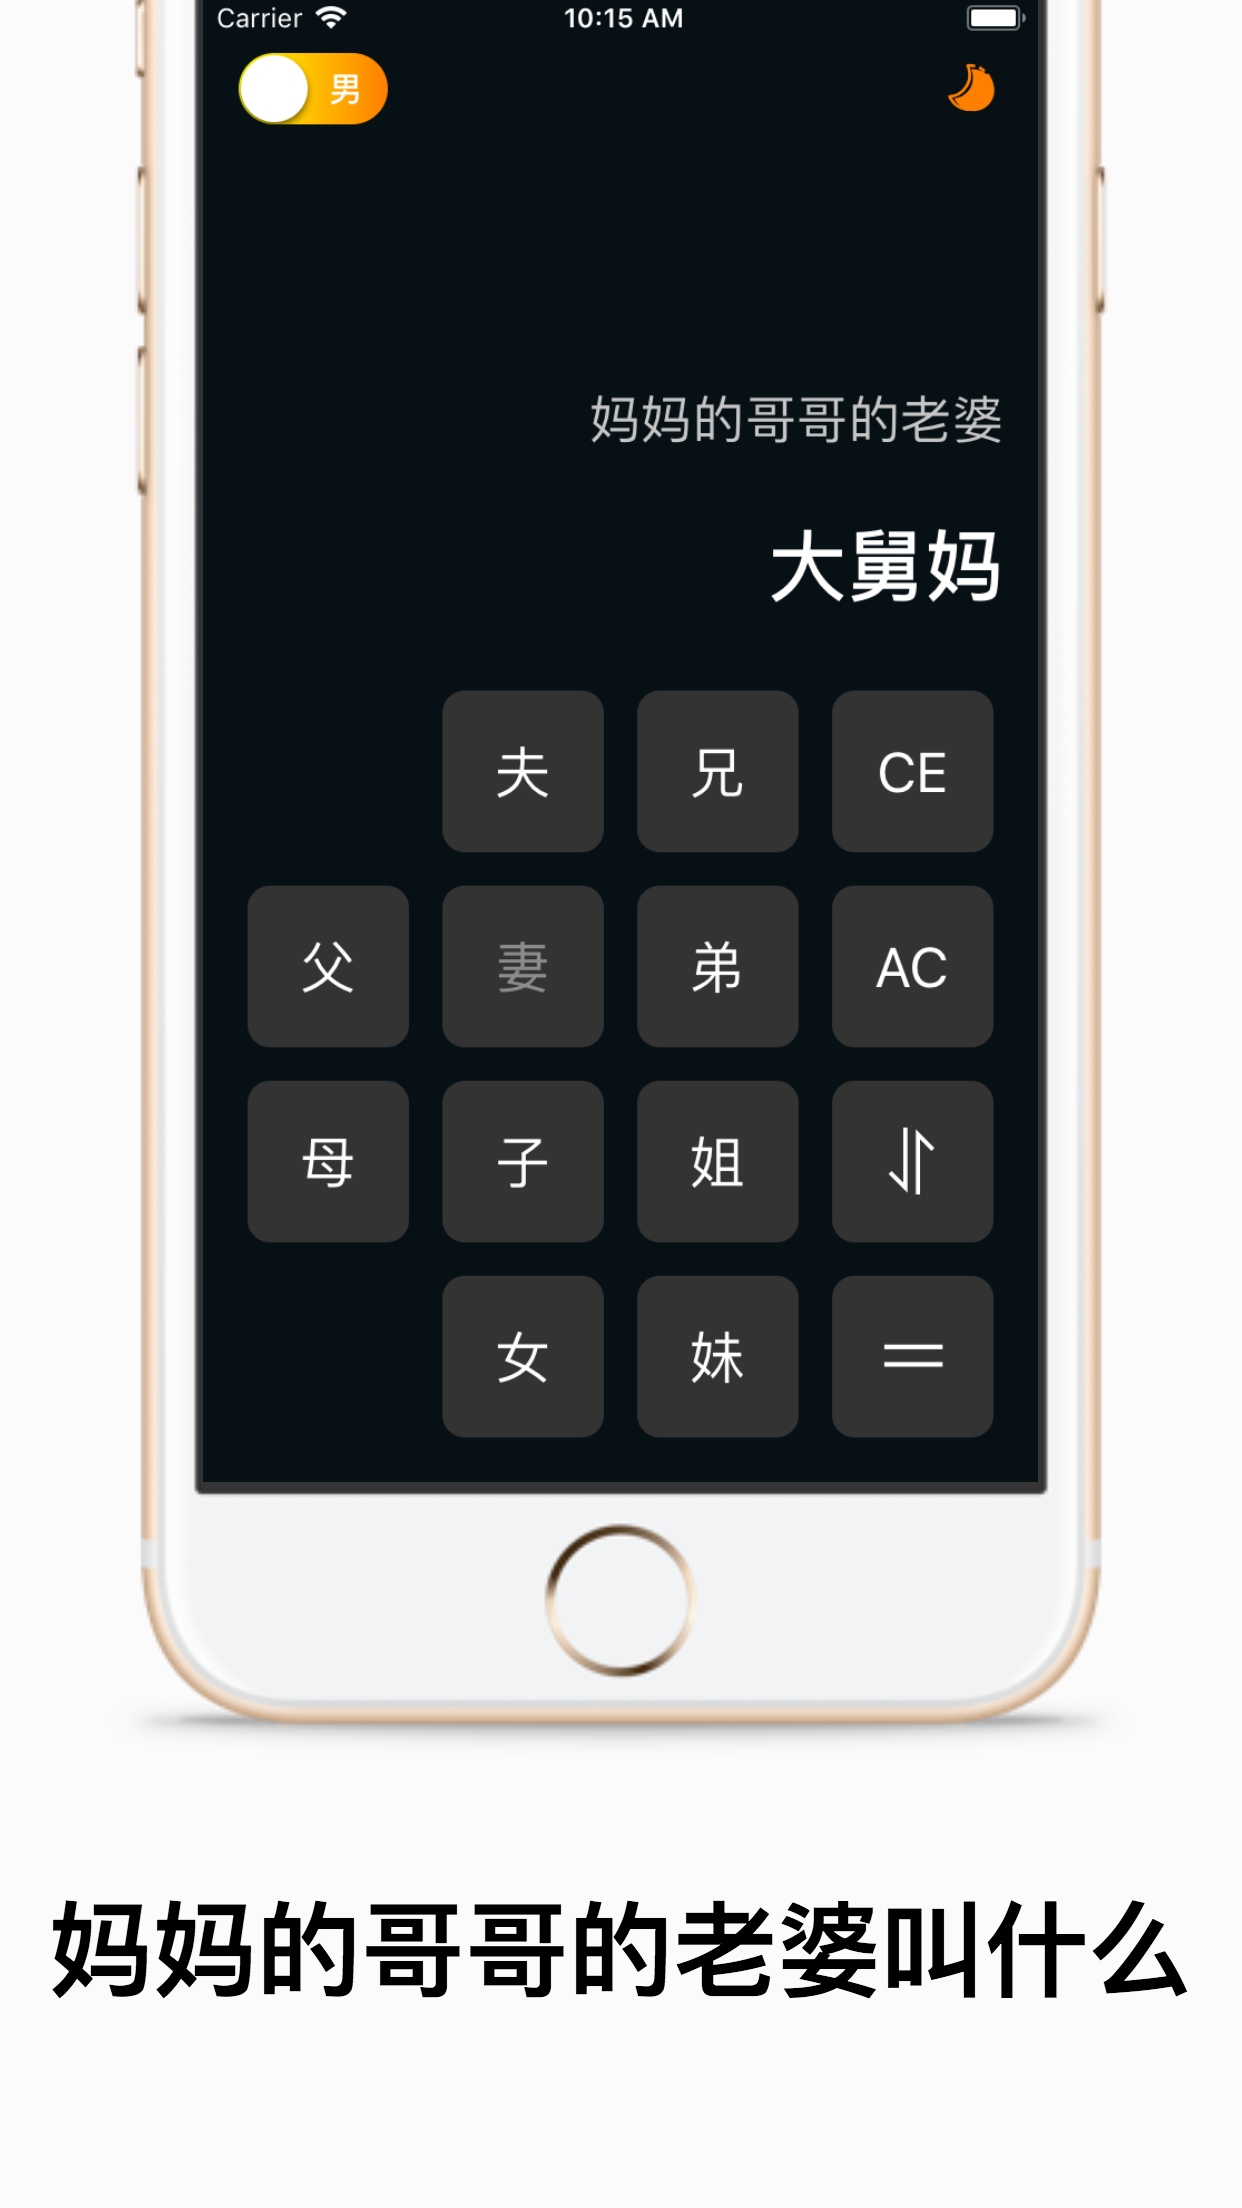 Carrier 10:15 AM
男
妈妈的哥哥的老婆
大舅妈
夫 兄 CE
父 妻 弟 AC
母 子 姐
女 妹 =
妈妈的哥哥的老婆叫什么